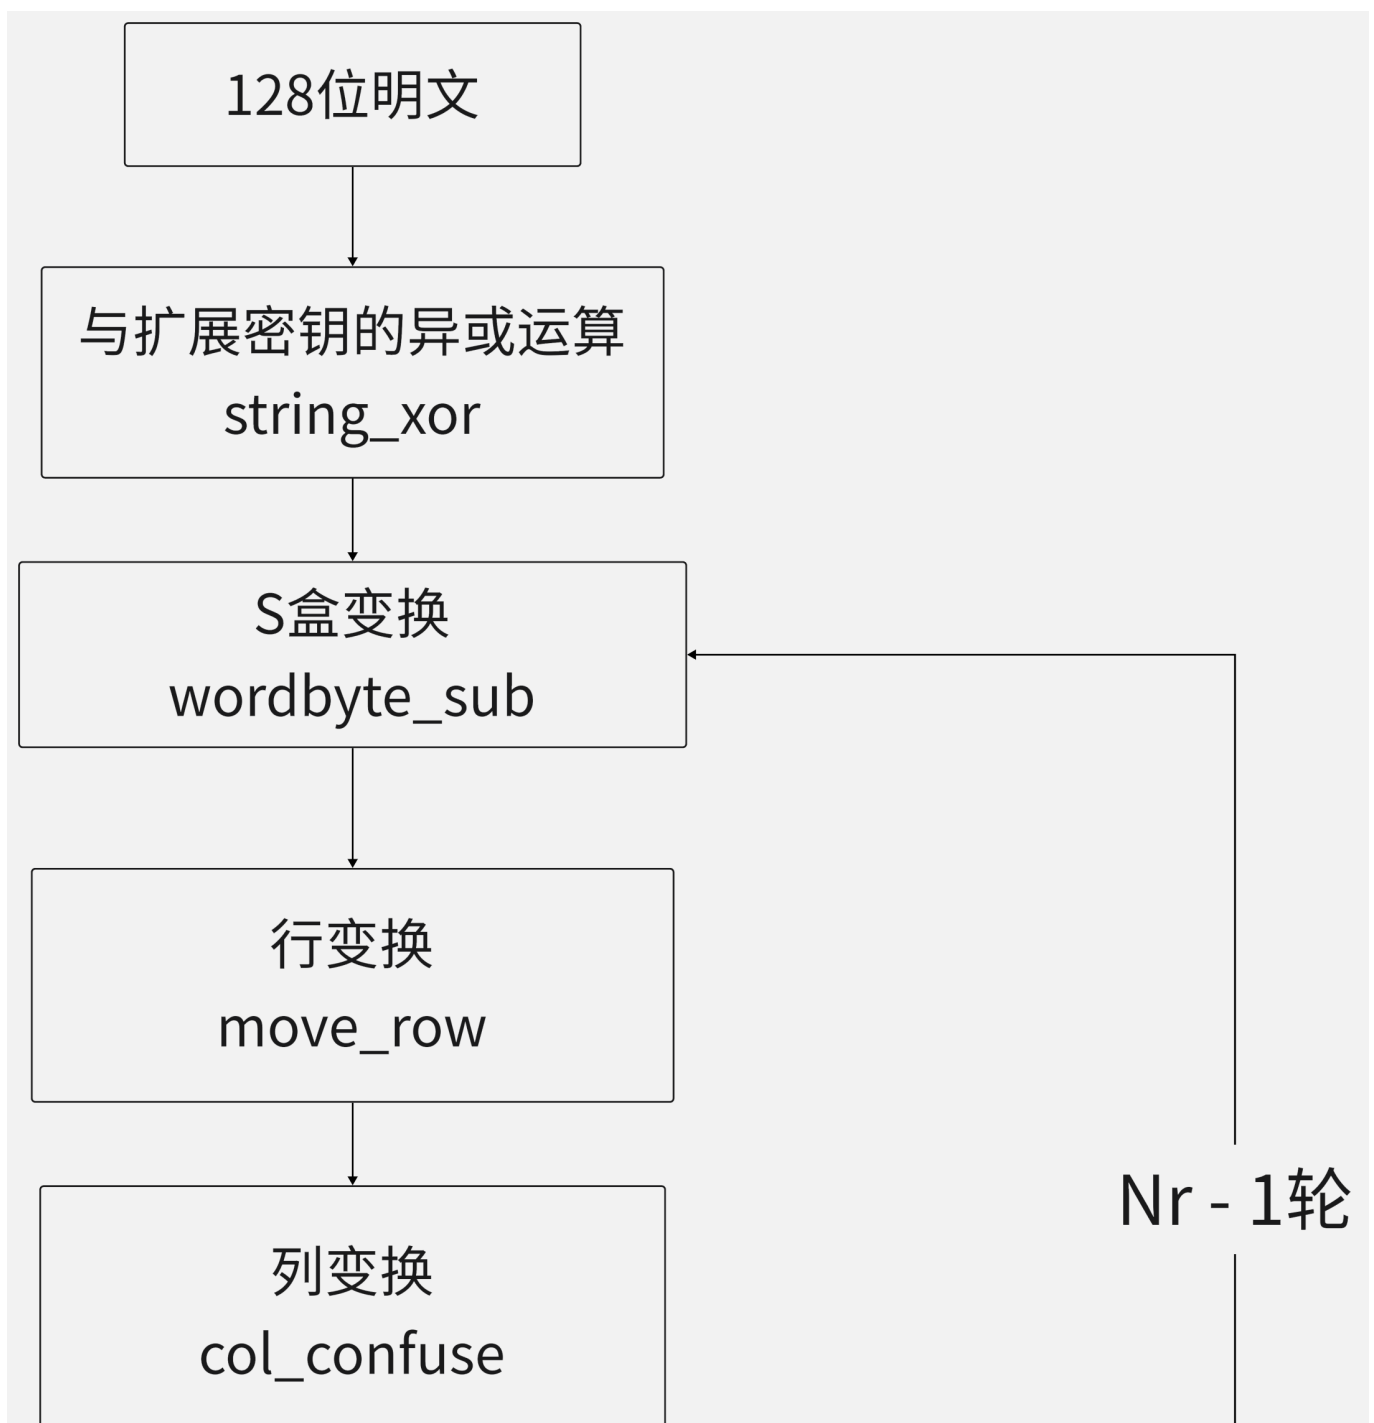 128位明文
与扩展密钥的异或运算
string_xor
S盒变换
wordbyte_sub
行变换
move_row
Nr - 1轮
列变换
col_confuse